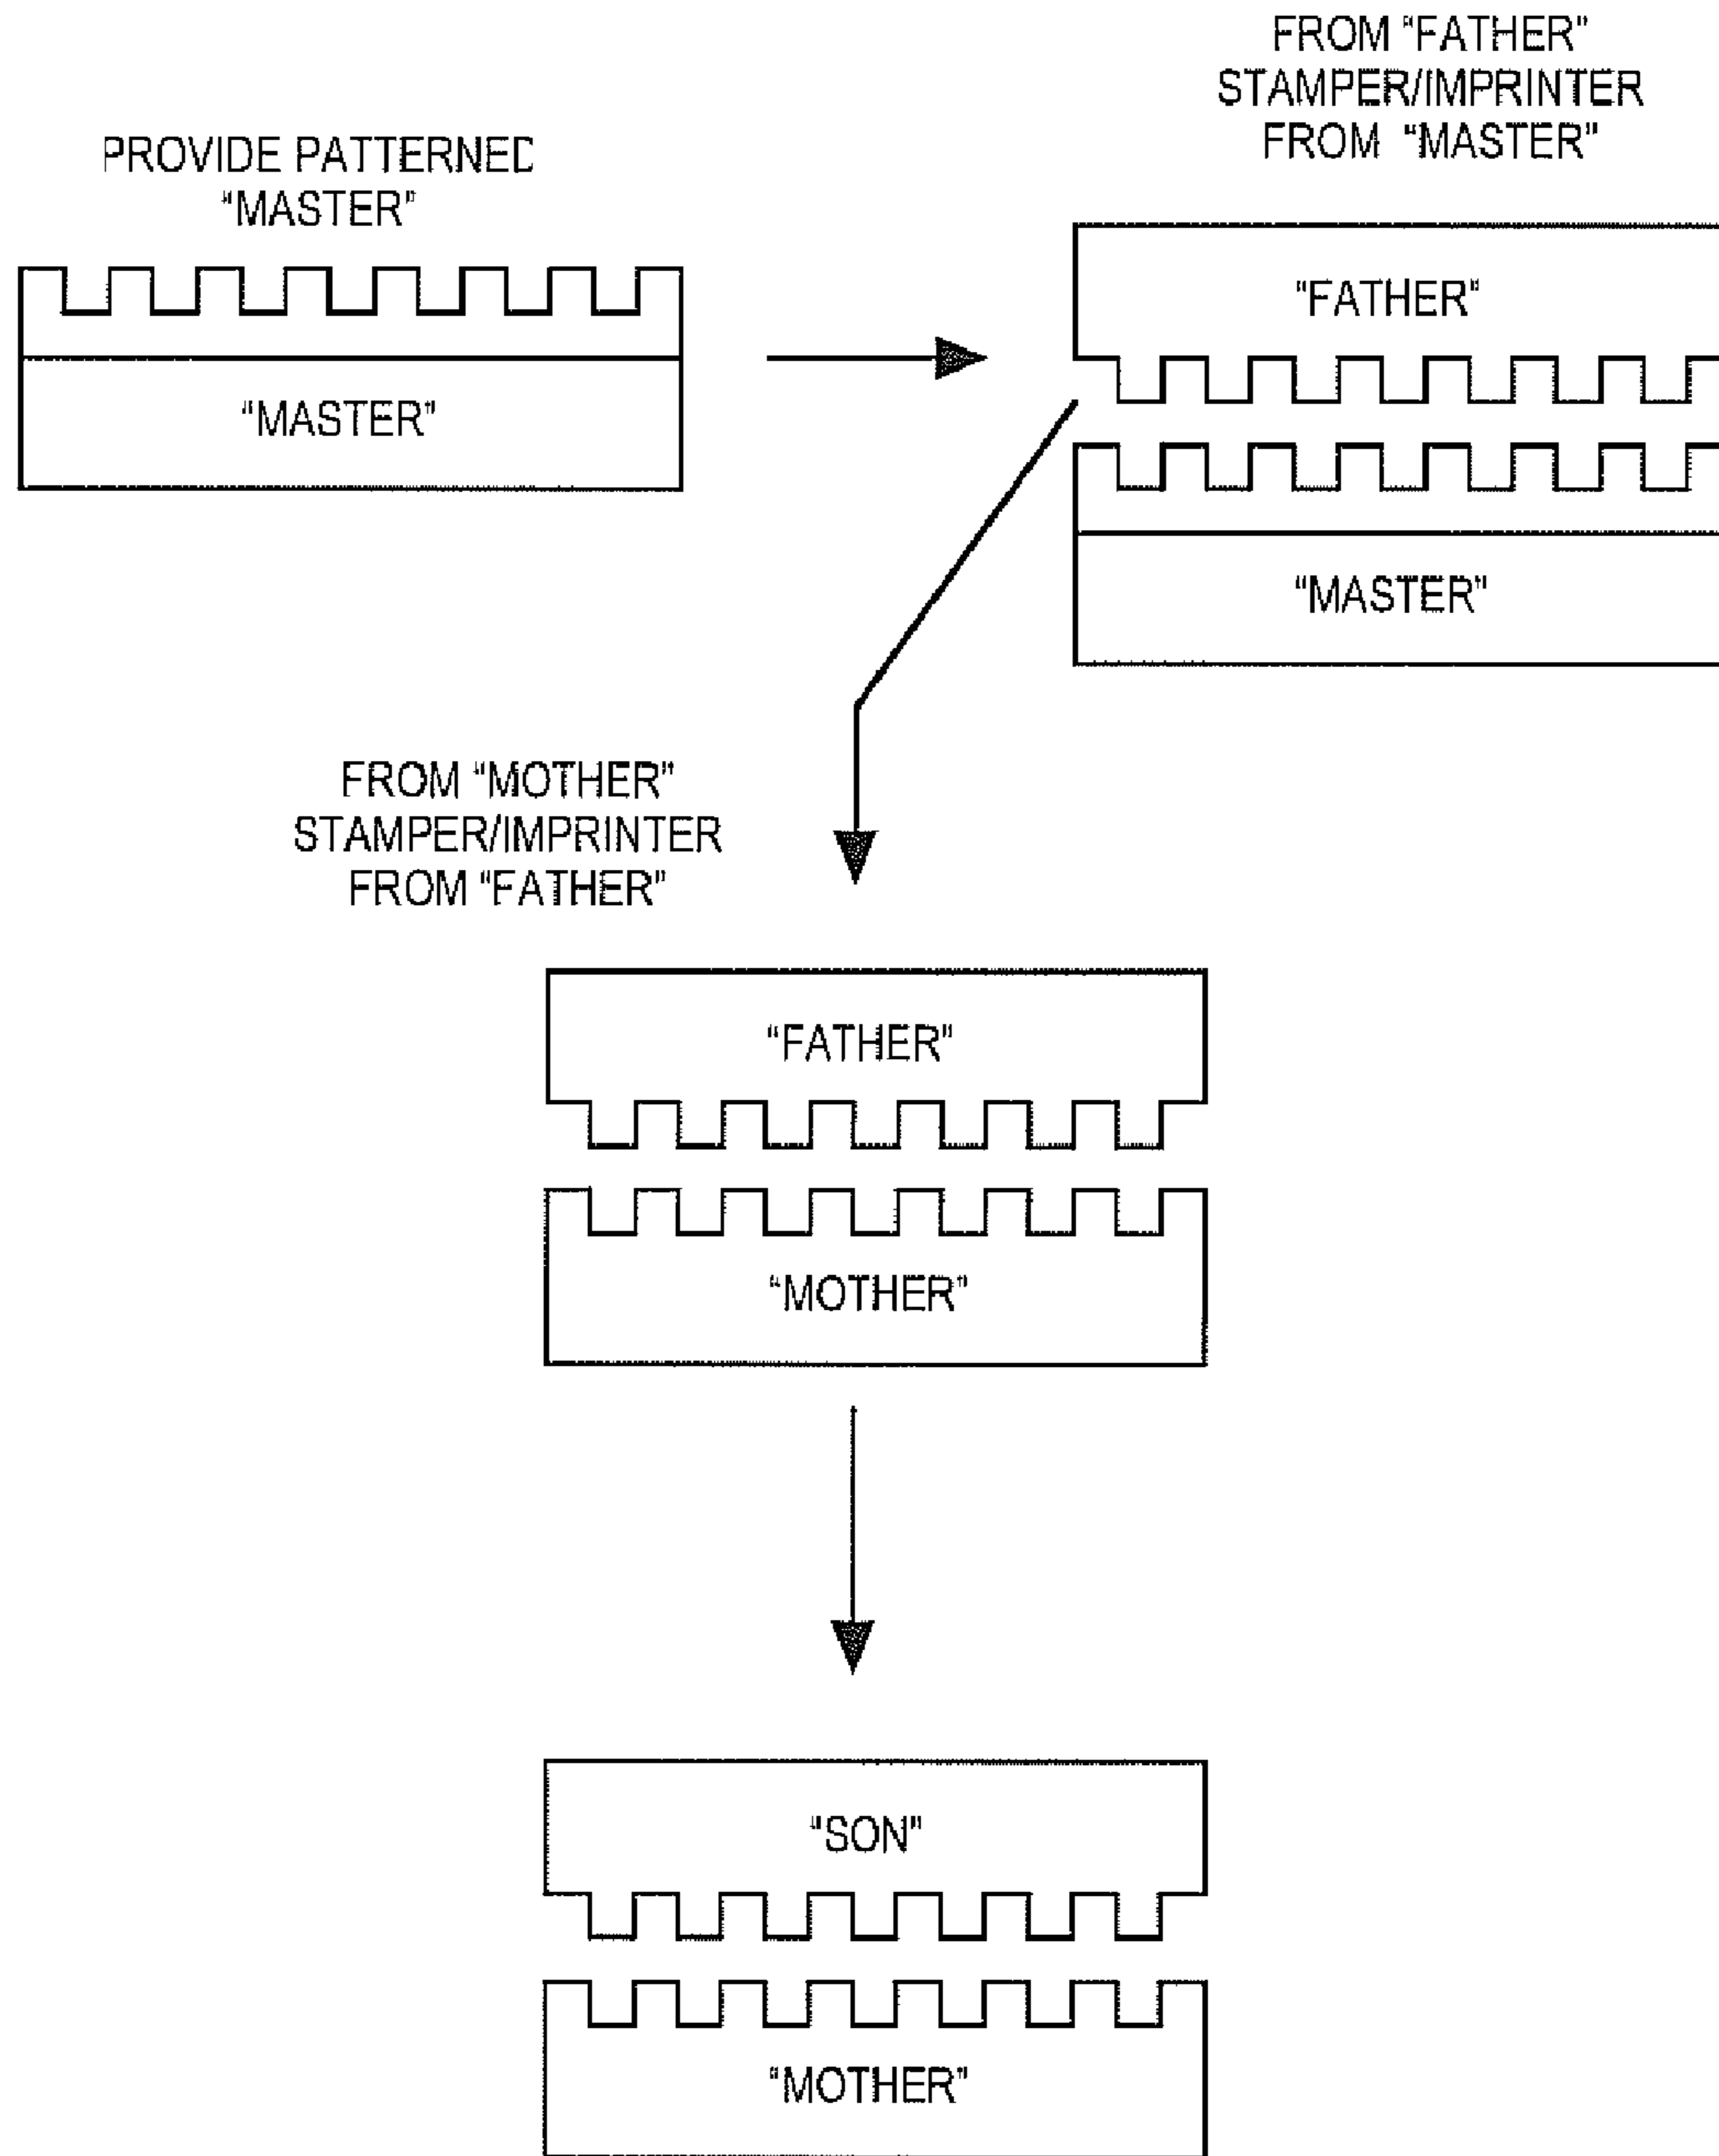 PROVIDE PATTERNED
"MASTER"
"MASTER"
FROM "FATHER"
STAMPER/IMPRINTER
FROM "MASTER"
"FATHER"
"MASTER"
FROM "MOTHER"
STAMPER/IMPRINTER
FROM "FATHER"
"FATHER"
"MOTHER"
"SON"
"MOTHER"